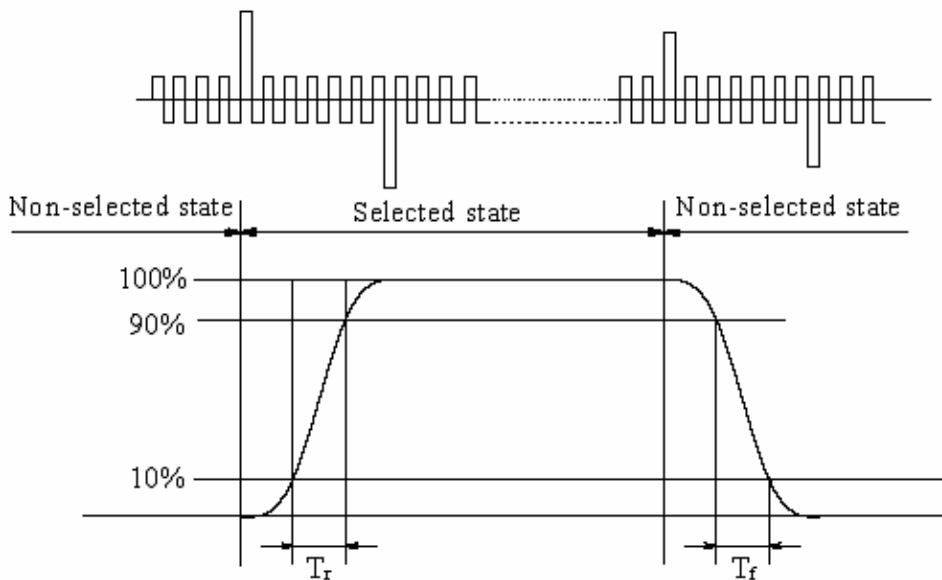 Non-selected state
Selected state
Non-selected state
100%
90%
10%
Tr
Tf